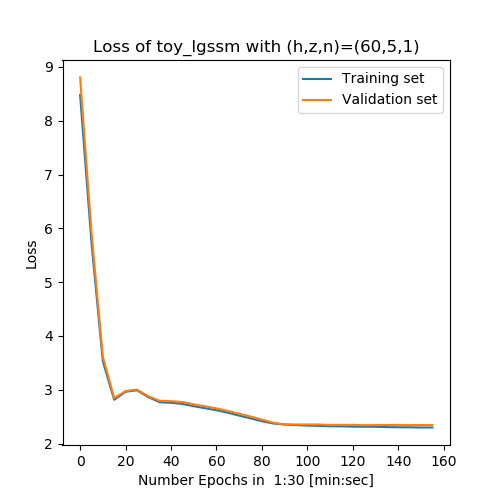 Loss of toy_lgssm with (h,z,n)=(60,5,1)
Training set
Validation set
9
8
7
6
5
4
3
2
Loss
0 20 40 60 80 100 120 140 160
Number Epochs in  1:30 [min:sec]